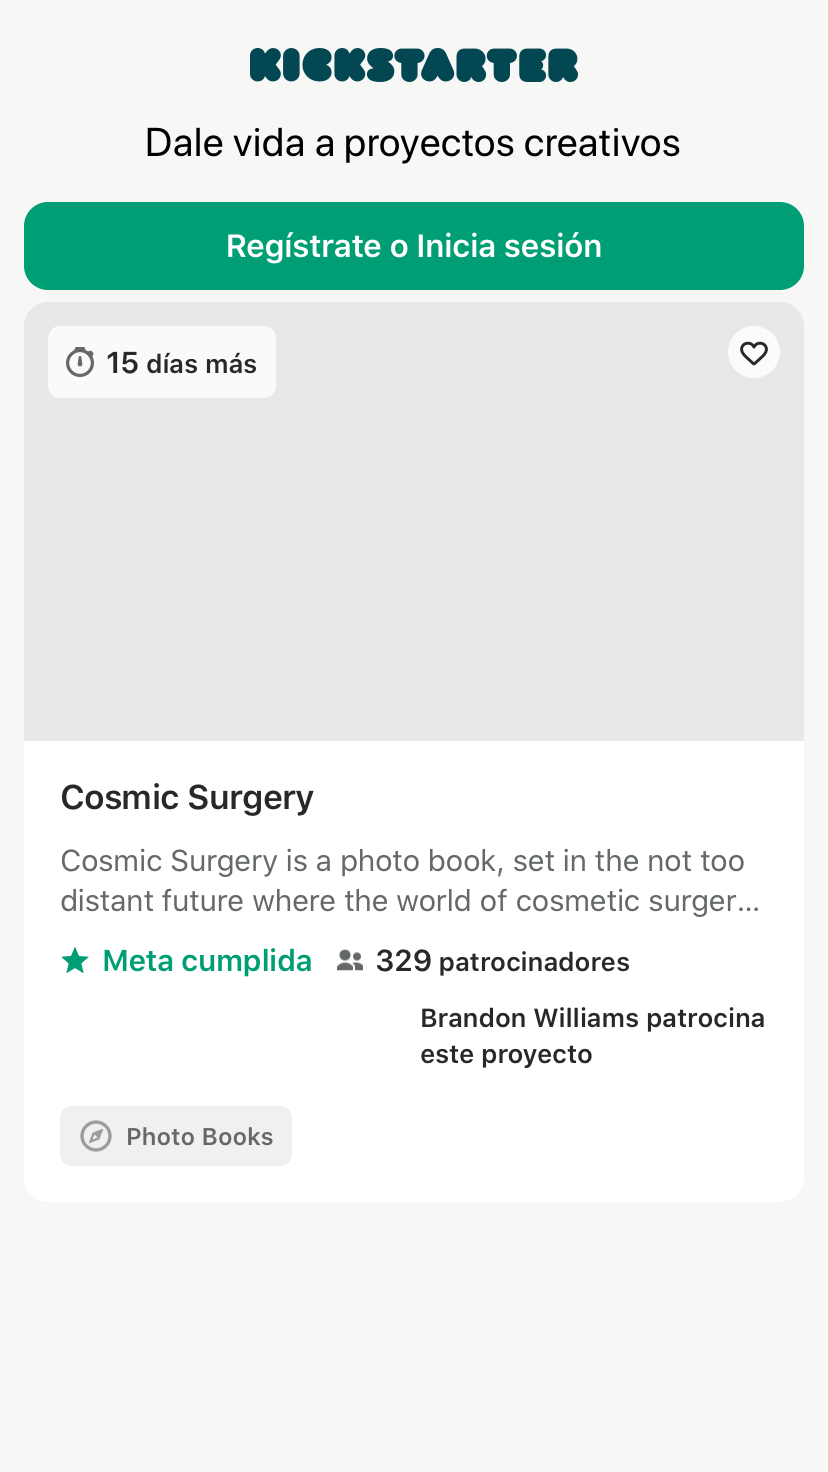 KICKSTARTER
Dale vida a proyectos creativos
Regístrate o Inicia sesión
15 días más
Cosmic Surgery
Cosmic Surgery is a photo book, set in the not too
distant future where the world of cosmetic surger...
Meta cumplida 329 patrocinadores
Brandon Williams patrocina
este proyecto
Photo Books